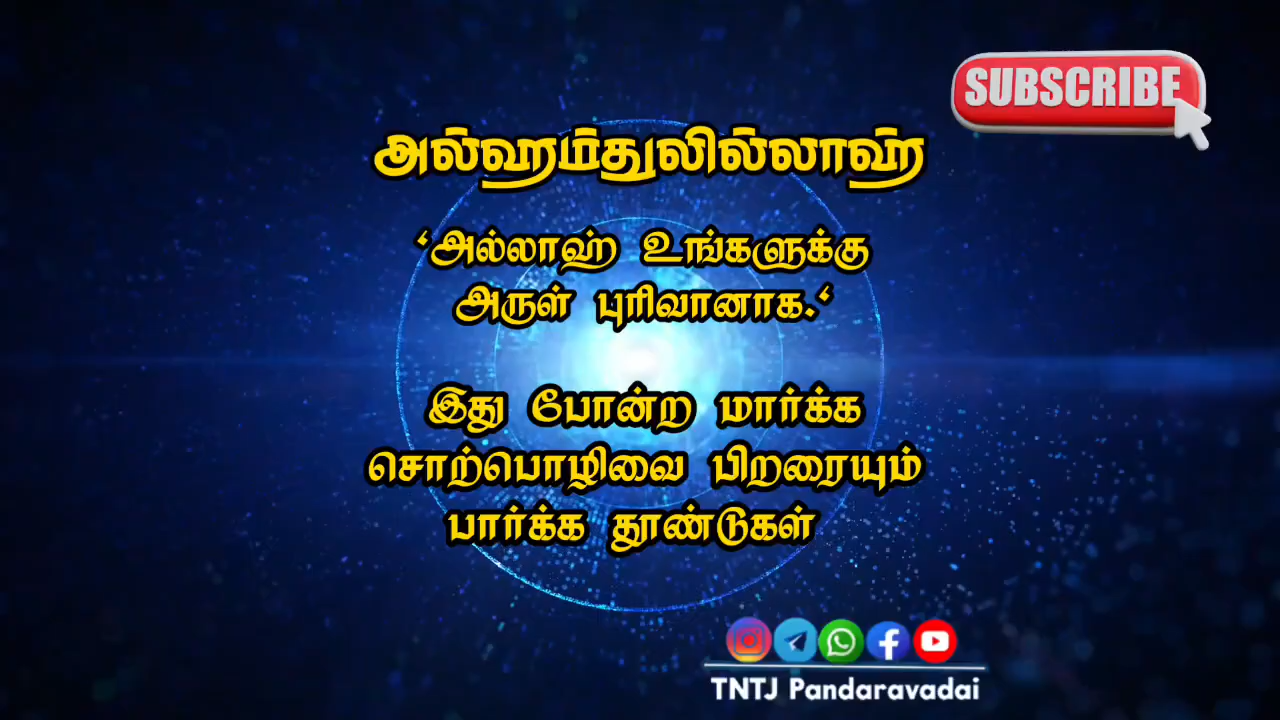 SUBSCRIBE
அல்ஹம்துலில்லாஹ்
‘அல்லாஹ் உங்களுக்கு
அருள் புரிவானாக.‘
இது போன்ற மார்க்க
சொற்பொழிவை பிறரையும்
பார்க்க தூண்டுகள்
TNTJ Pandaravadai